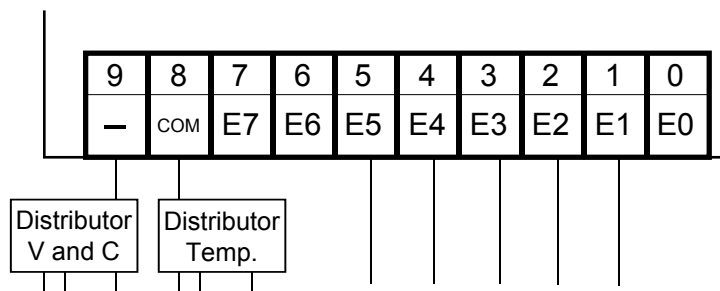 9 8 7 6 5 4 3 2 1 0
— COM E7 E6 E5 E4 E3 E2 E1 E0
Distributor
V and C
Distributor
Temp.